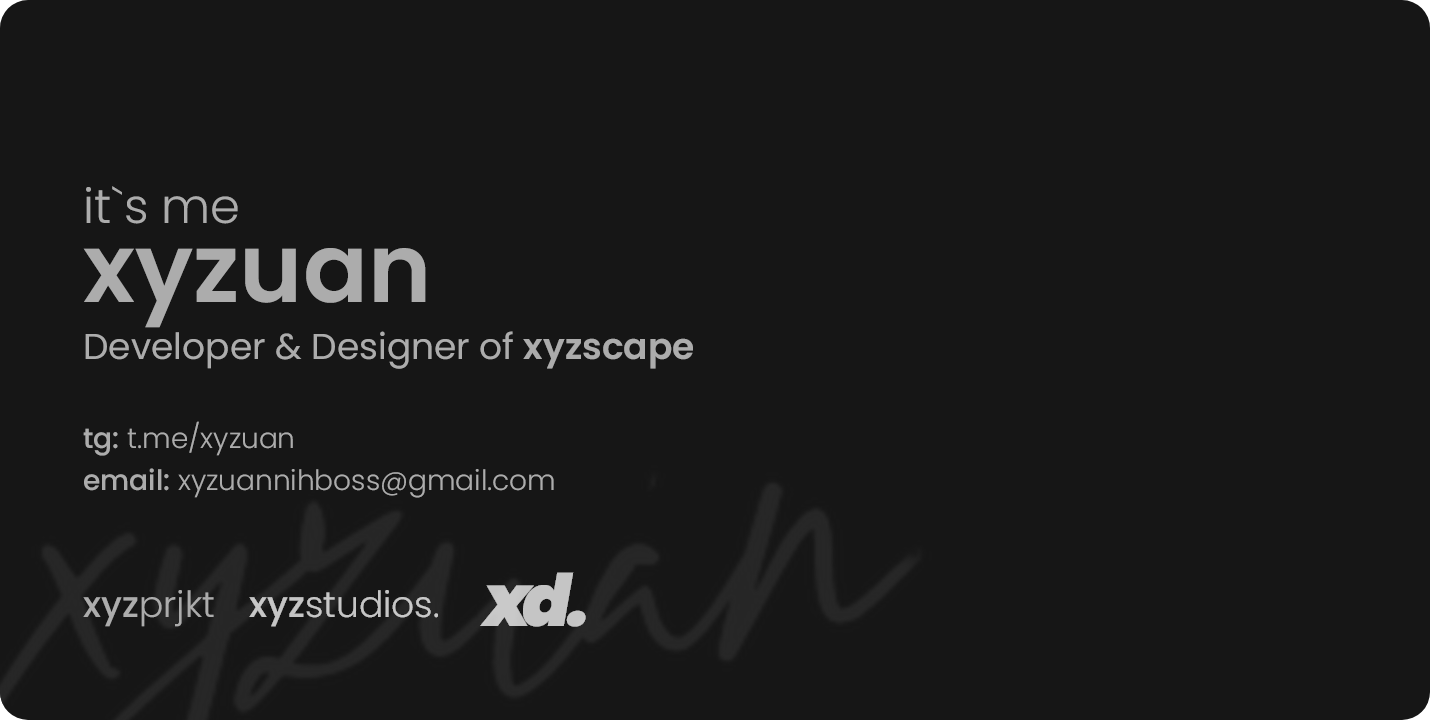 it`s me
xyzuan
Developer & Designer of xyzscape
tg: t.me/xyzuan
email: xyzuannihboss@gmail.com
xyzuan
xyzprjkt xyzstudios. xd.